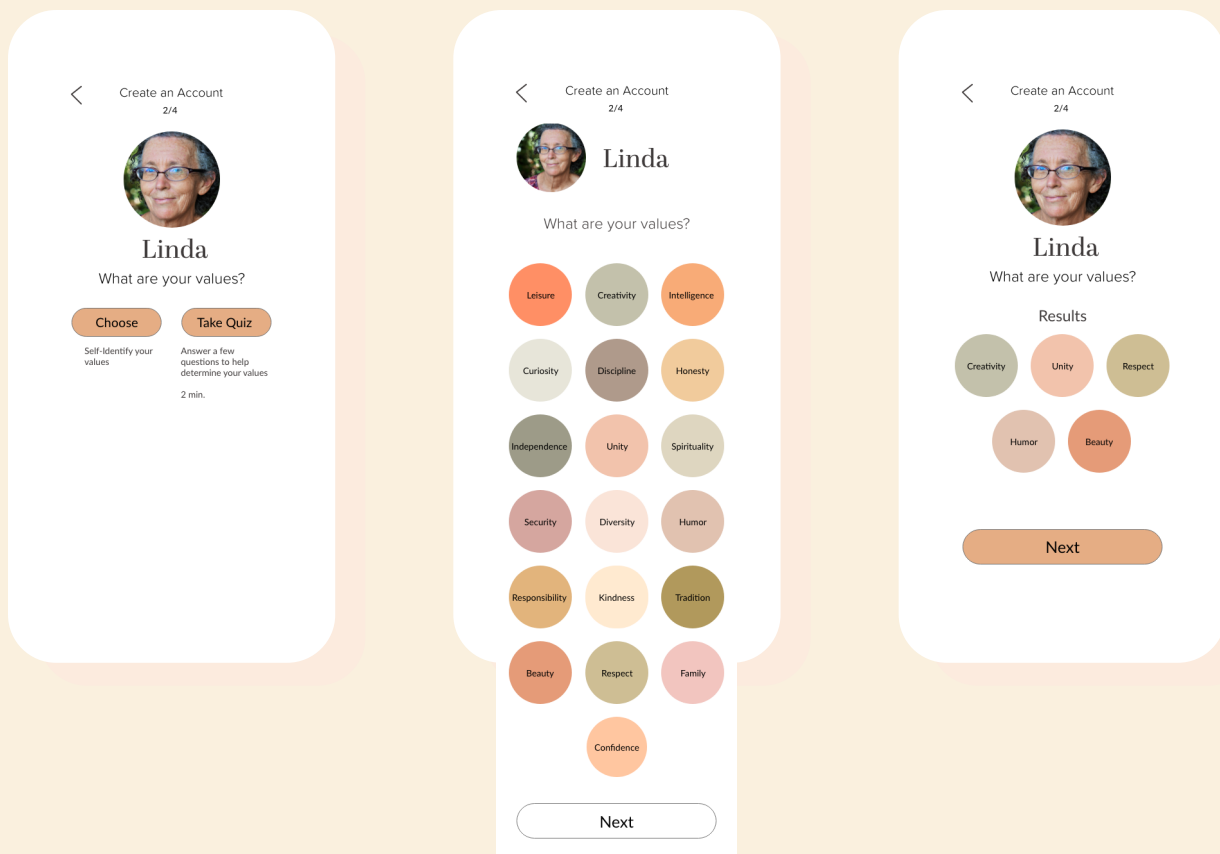 Create an Account
2/4
Linda
What are your values?
Choose
Take Quiz
Self-Identify your
values
Answer a few
questions to help
determine your values
2 min.
Create an Account
2/4
Linda
What are your values?
Leisure
Creativity
Intelligence
Curiosity
Discipline
Honesty
Independence
Unity
Spirituality
Security
Diversity
Humor
Responsibility
Kindness
Tradition
Beauty
Respect
Family
Confidence
Next
Create an Account
2/4
Linda
What are your values?
Results
Creativity
Unity
Respect
Humor
Beauty
Next